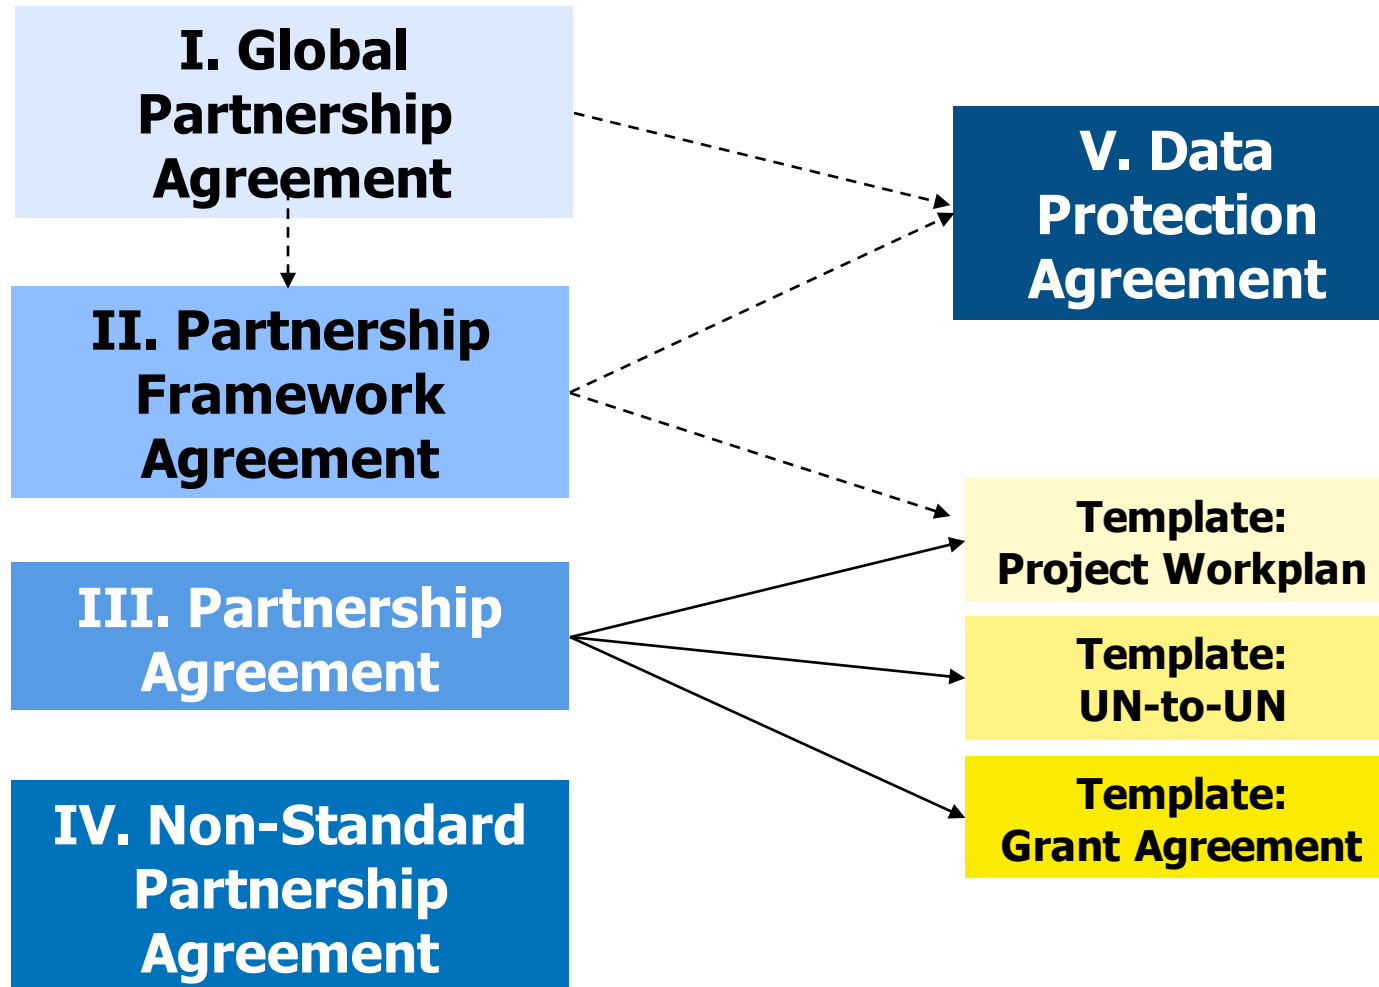 I. Global
Partnership
Agreement
II. Partnership
Framework
Agreement
III. Partnership
Agreement
IV. Non-Standard
Partnership
Agreement
V. Data
Protection
Agreement
Template:
Project Workplan
Template:
UN-to-UN
Template:
Grant Agreement